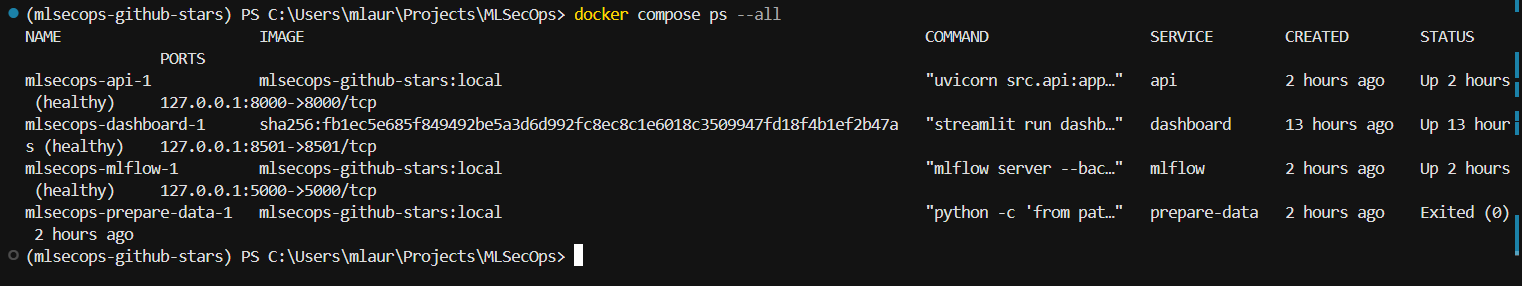 (mlsecops-github-stars) PS C:\Users\mlaur\Projects\MLSecOps> docker compose ps --all
NAME IMAGE COMMAND SERVICE CREATED STATUS
PORTS
mlsecops-api-1 mlsecops-github-stars:local "uvicorn src.api:app…" api 2 hours ago Up 2 hours
(healthy) 127.0.0.1:8000->8000/tcp
mlsecops-dashboard-1 sha256:fb1ec5e685f849492be5a3d6d992fc8ec8c1e6018c3509947fd18f4b1ef2b47a "streamlit run dashb…" dashboard 13 hours ago Up 13 hour
s (healthy) 127.0.0.1:8501->8501/tcp
mlsecops-mlflow-1 mlsecops-github-stars:local "mlflow server --bac…" mlflow 2 hours ago Up 2 hours
(healthy) 127.0.0.1:5000->5000/tcp
mlsecops-prepare-data-1 mlsecops-github-stars:local "python -c 'from pat…" prepare-data 2 hours ago Exited (0)
2 hours ago
(mlsecops-github-stars) PS C:\Users\mlaur\Projects\MLSecOps>